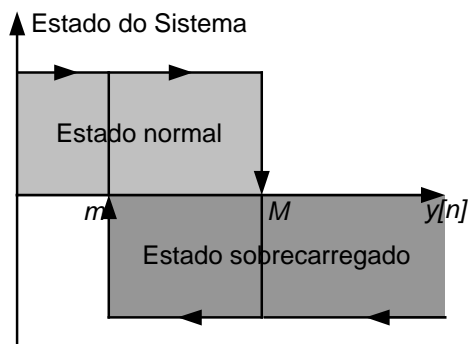 Estado do Sistema
Estado normal
m
M
y[n]
Estado sobrecarregado